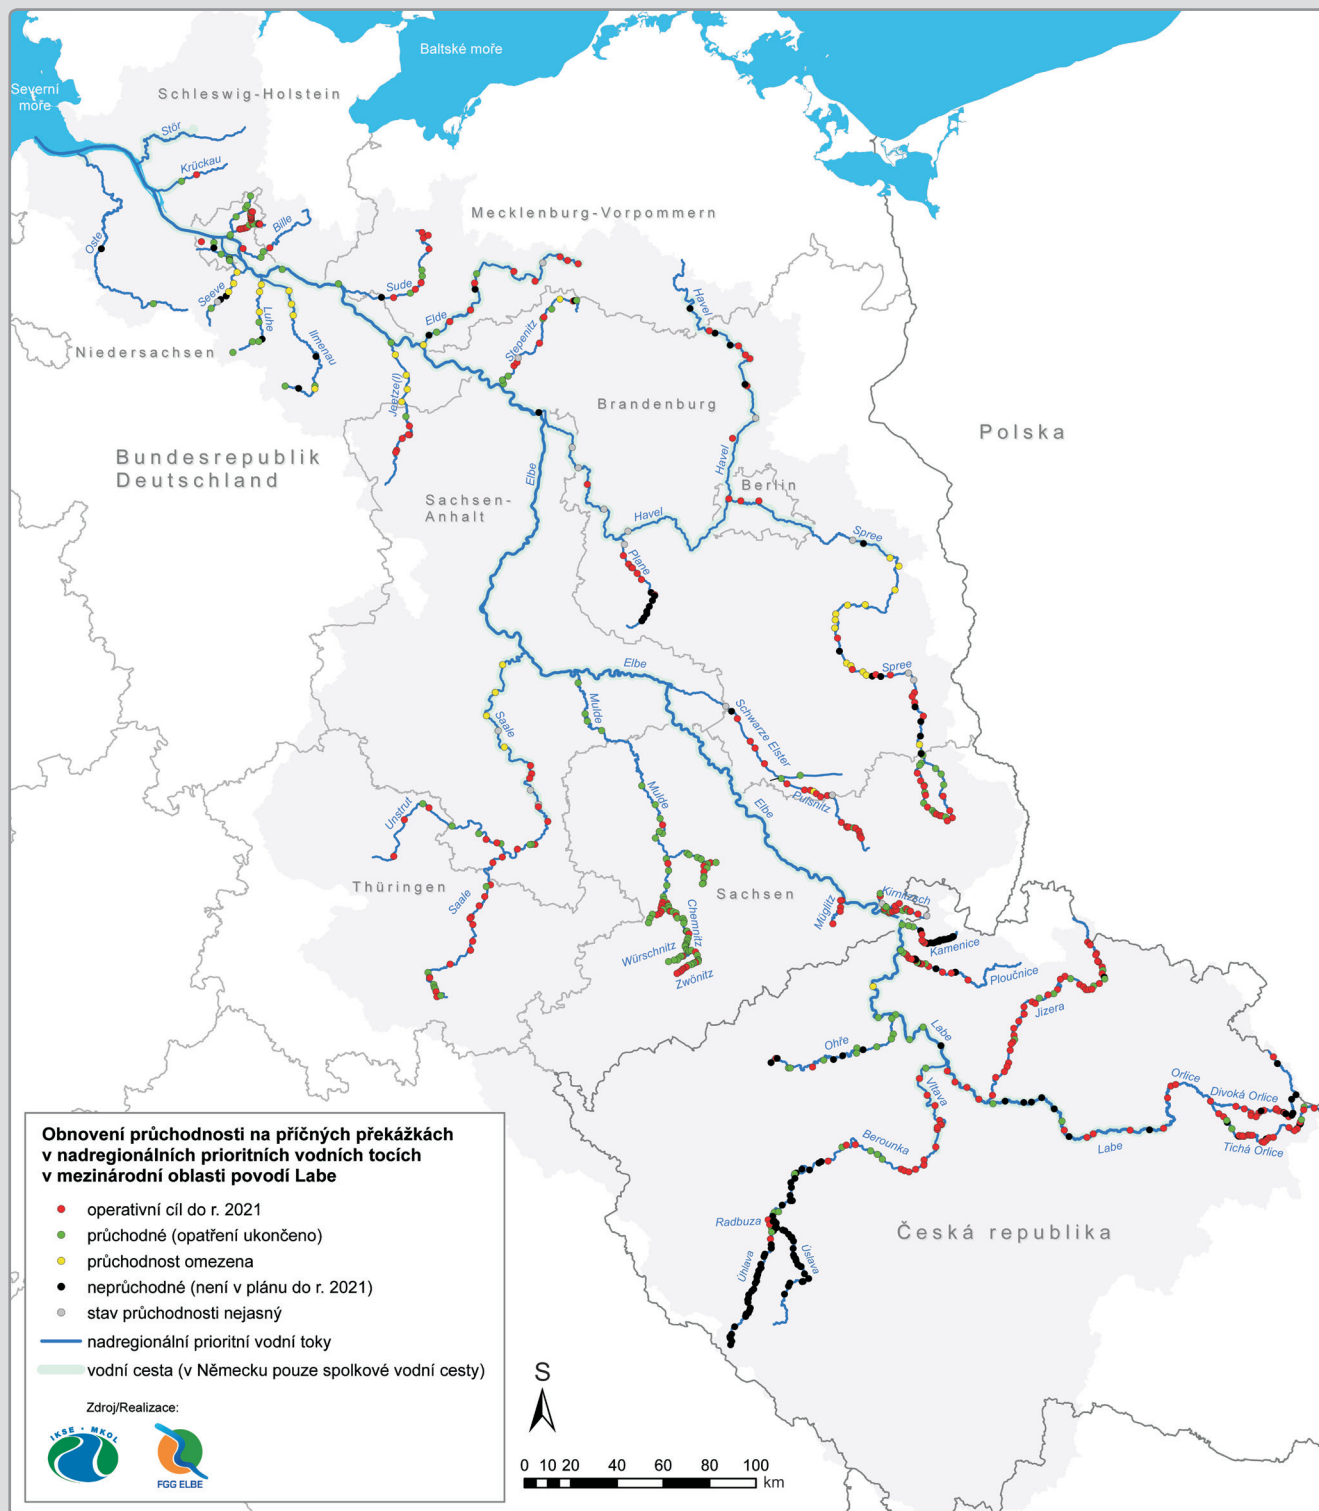 Baltské moře
Severní
moře
Schleswig-Holstein
Stör
Krückau
Mecklenburg-Vorpommern
Bille
Oste
Sude
Seeve
Luhe
Havel
Elde
Stepenitz
Ilmenau
Niedersachsen
Jeetze(l)
Brandenburg
Polska
Bundesrepublik
Deutschland
Havel
Elbe
Berlin
Sachsen-
Anhalt
Havel
Spree
Plane
Elbe
Spree
Mulde
Schwarze Elster
Saale
Mulde
Pulsnitz
Elbe
Unstrut
Thüringen
Saale
Sachsen
Kirnitzsch
Müglitz
Chemnitz
Würschnitz
Zwönitz
Kamenice
Ploučnice
Jizera
Labe
Ohře
Orlice
Divoká Orlice
Vltava
Berounka
Labe
Tichá Orlice
Radbuza
Česká republika
Úhlava
Úslava
Obnovení průchodnosti na příčných překážkách
v nadregionálních prioritních vodních tocích
v mezinárodní oblasti povodí Labe
operativní cíl do r. 2021
průchodné (opatření ukončeno)
průchodnost omezena
neprůchodné (není v plánu do r. 2021)
stav průchodnosti nejasný
nadregionální prioritní vodní toky
vodní cesta (v Německu pouze spolkové vodní cesty)
Zdroj/Realizace:
IKSE • MKOL
FGG ELBE
S
0 10 20 40 60 80 100
km